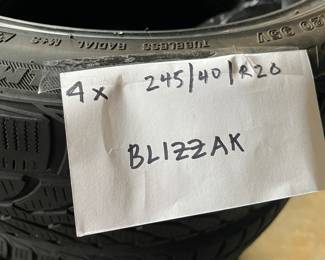 TUBELESS RADIAL M+S
4x 245/40/R20
BLIZZAK